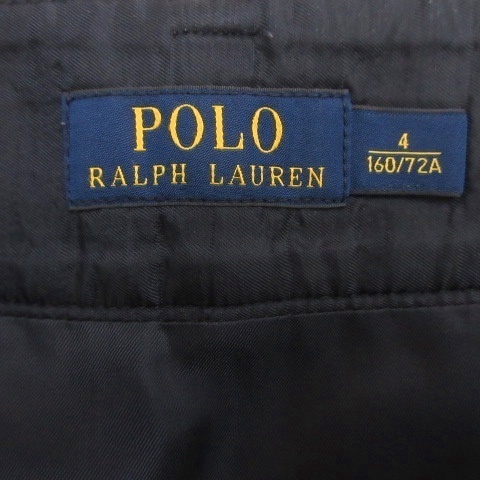 POLO
RALPH LAUREN
4
160/72A